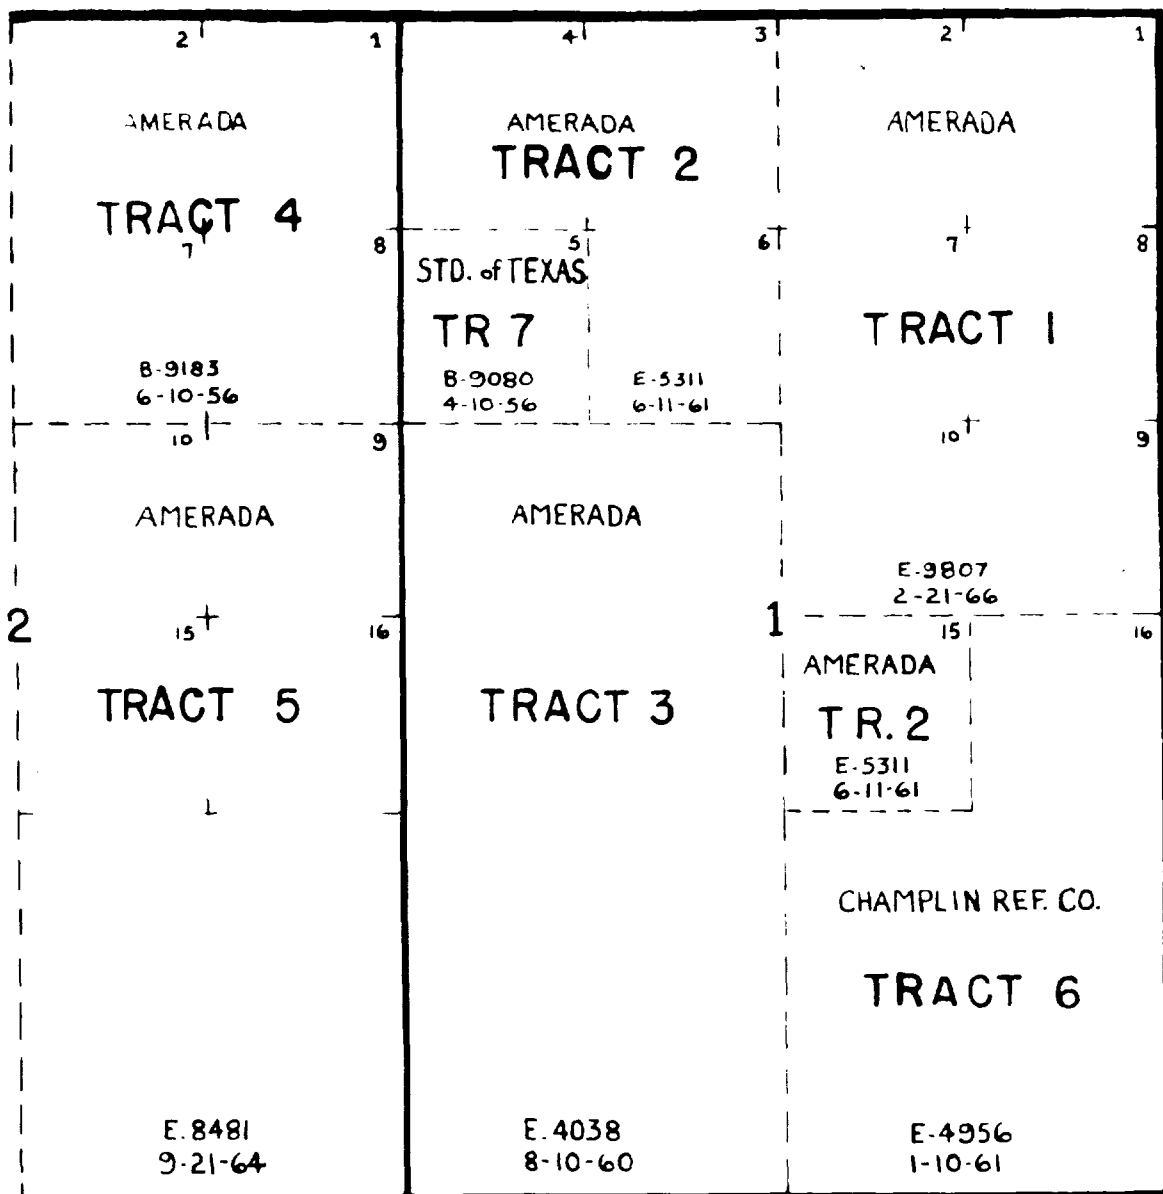 2 1 4 3 2 1
AMERADA
TRACT 4
7 8
B-9183
6-10-56
AMERADA
TRACT 2
5 6
STD. of TEXAS
TR 7
B-9080
4-10-56
E-5311
6-11-61
AMERADA
7 8
TRACT 1
10 9
E-9807
2-21-66
10 9
AMERADA
2
15 16
TRACT 5
E.8481
9-21-64
AMERADA
1
TRACT 3
E.4038
8-10-60
15 16
AMERADA
TR. 2
E-5311
6-11-61
CHAMPLIN REF. CO.
TRACT 6
E-4956
1-10-61